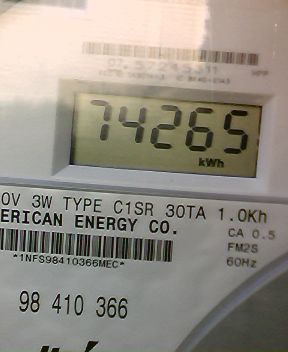 74265
kWh
0V 3W TYPE C1SR 30TA 1.0Kh
ERICAN ENERGY CO.
CA 0.5
FM2S
60Hz
*1NFS98410366MEC*
98 410 366